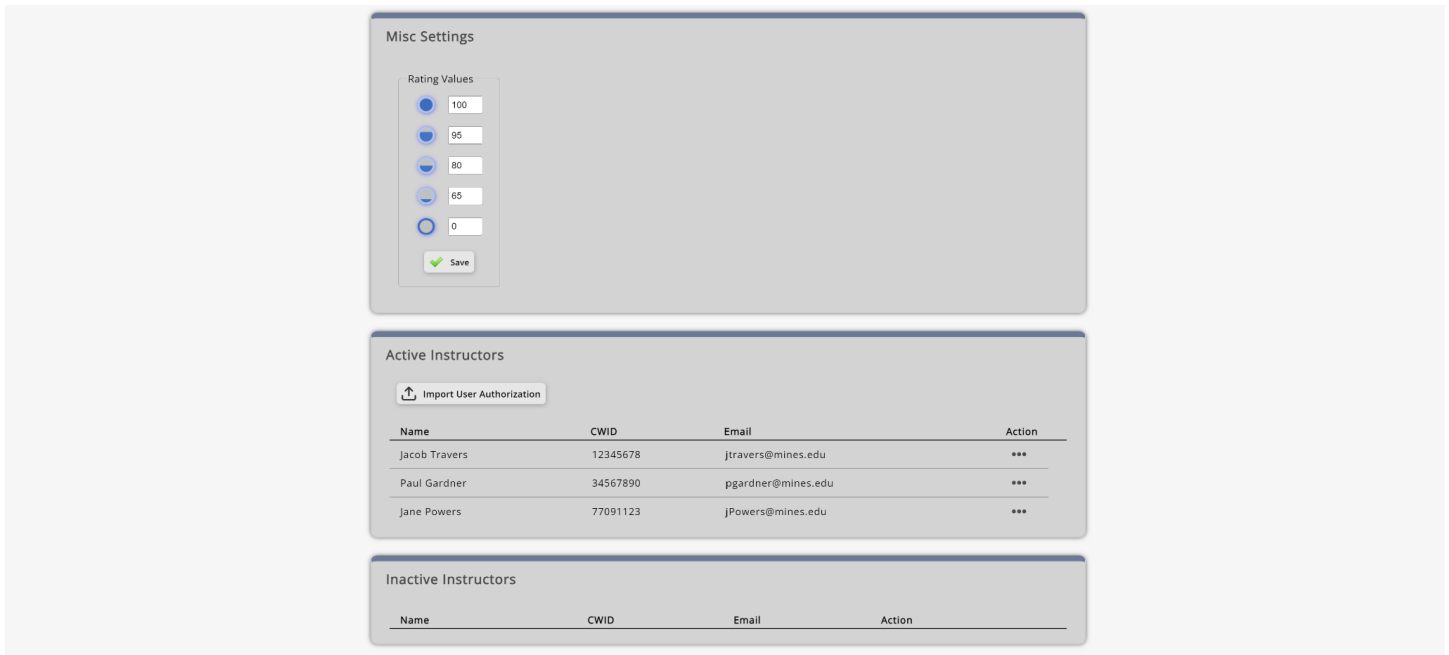 Misc Settings
Rating Values
100
95
80
65
0
Save
Active Instructors
Import User Authorization
Name CWID Email Action
Jacob Travers 12345678 jtravers@mines.edu
Paul Gardner 34567890 pgardner@mines.edu
Jane Powers 77091123 jPowers@mines.edu
Inactive Instructors
Name CWID Email Action